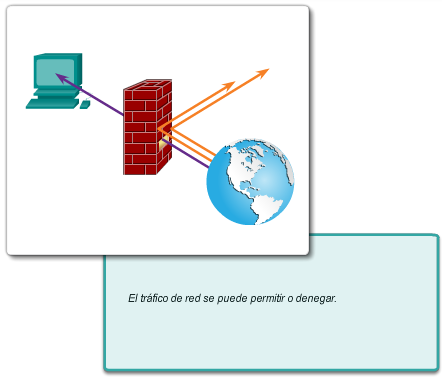 El tráfico de red se puede permitir o denegar.